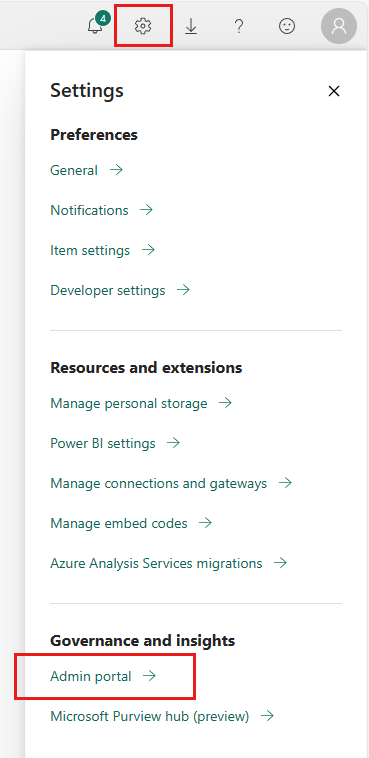 4
?
Settings
Preferences
General
Notifications
Item settings
Developer settings
Resources and extensions
Manage personal storage
Power BI settings
Manage connections and gateways
Manage embed codes
Azure Analysis Services migrations
Governance and insights
Admin portal
Microsoft Purview hub (preview)